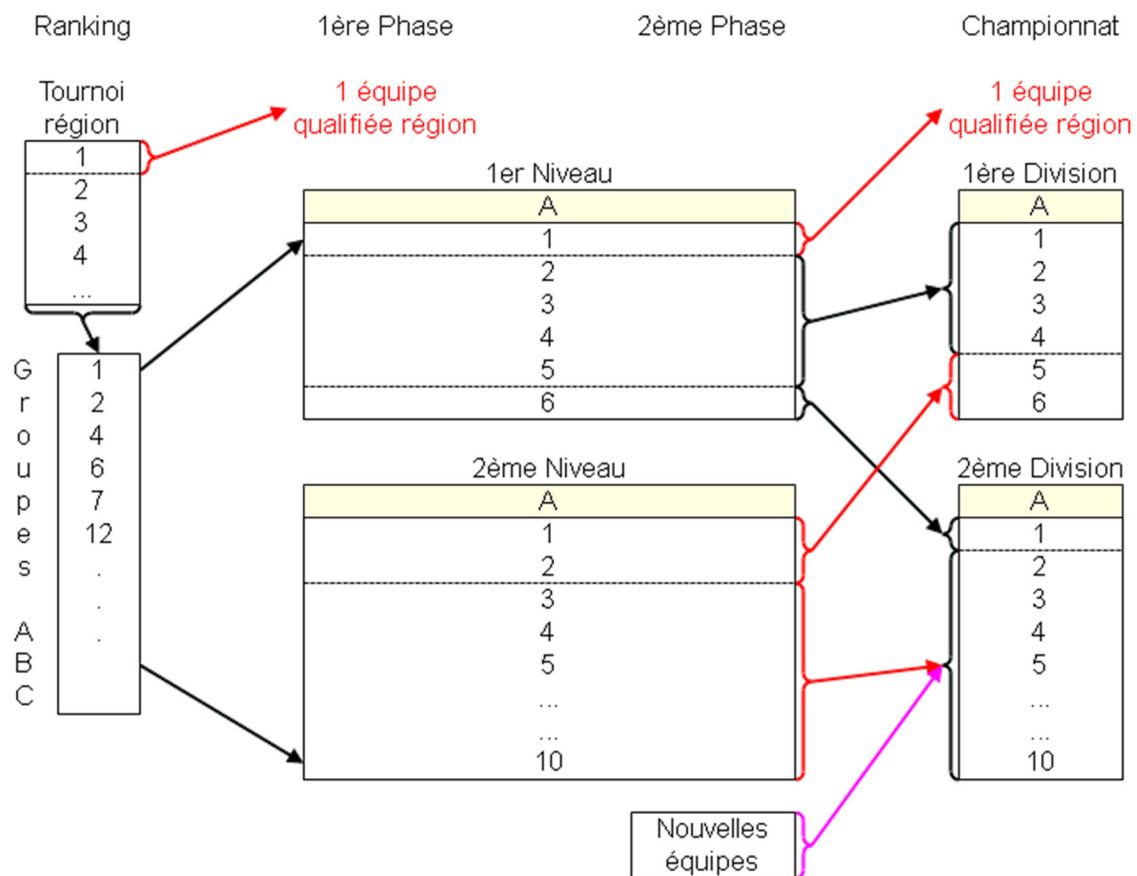 Ranking
1ère Phase
2ème Phase
Championnat
Tournoi
région
1
2
3
4
...
1 équipe
qualifiée région
1 équipe
qualifiée région
Groupes ABC
1
2
4
6
7
12
.
.
.
1er Niveau
A
1
2
3
4
5
6
2ème Niveau
A
1
2
3
4
5
...
...
10
Nouvelles
équipes
1ère Division
A
1
2
3
4
5
6
2ème Division
A
1
2
3
4
5
...
...
10